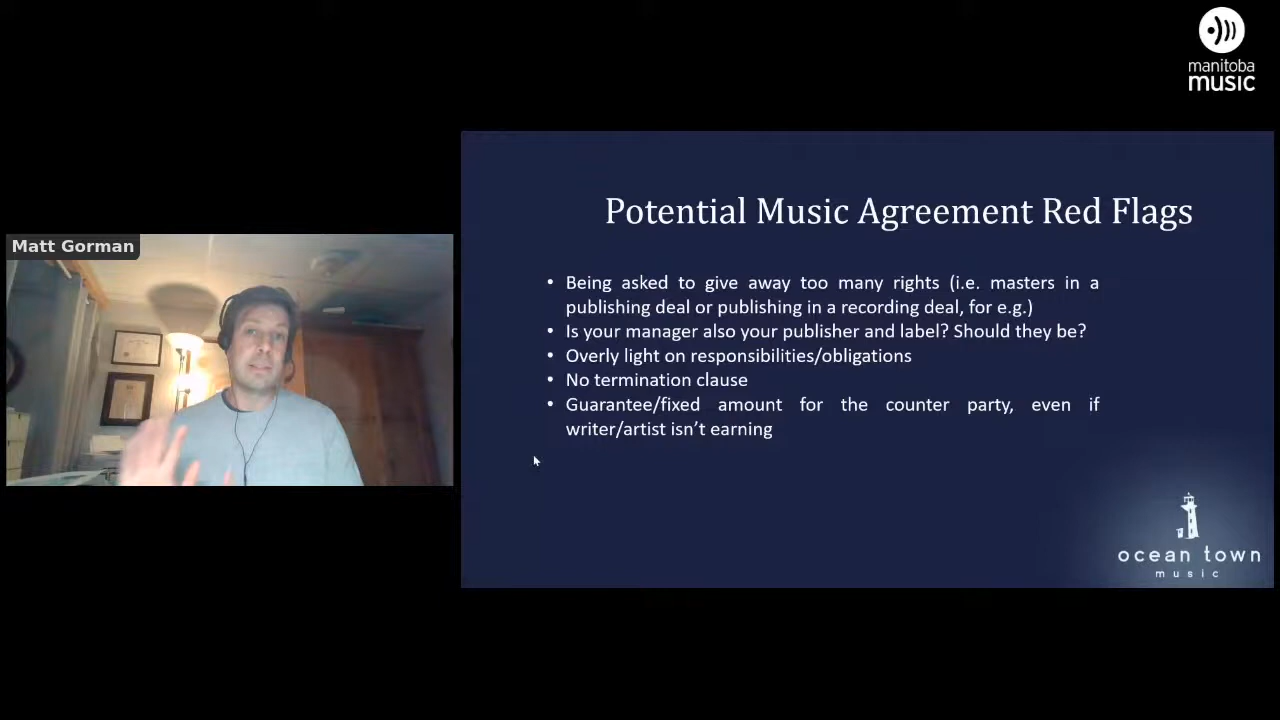 manitoba
music
Matt Gorman
Potential Music Agreement Red Flags
• Being asked to give away too many rights (i.e. masters in a
publishing deal or publishing in a recording deal, for e.g.)
• Is your manager also your publisher and label? Should they be?
• Overly light on responsibilities/obligations
• No termination clause
• Guarantee/fixed amount for the counter party, even if
writer/artist isn’t earning
ocean town
music